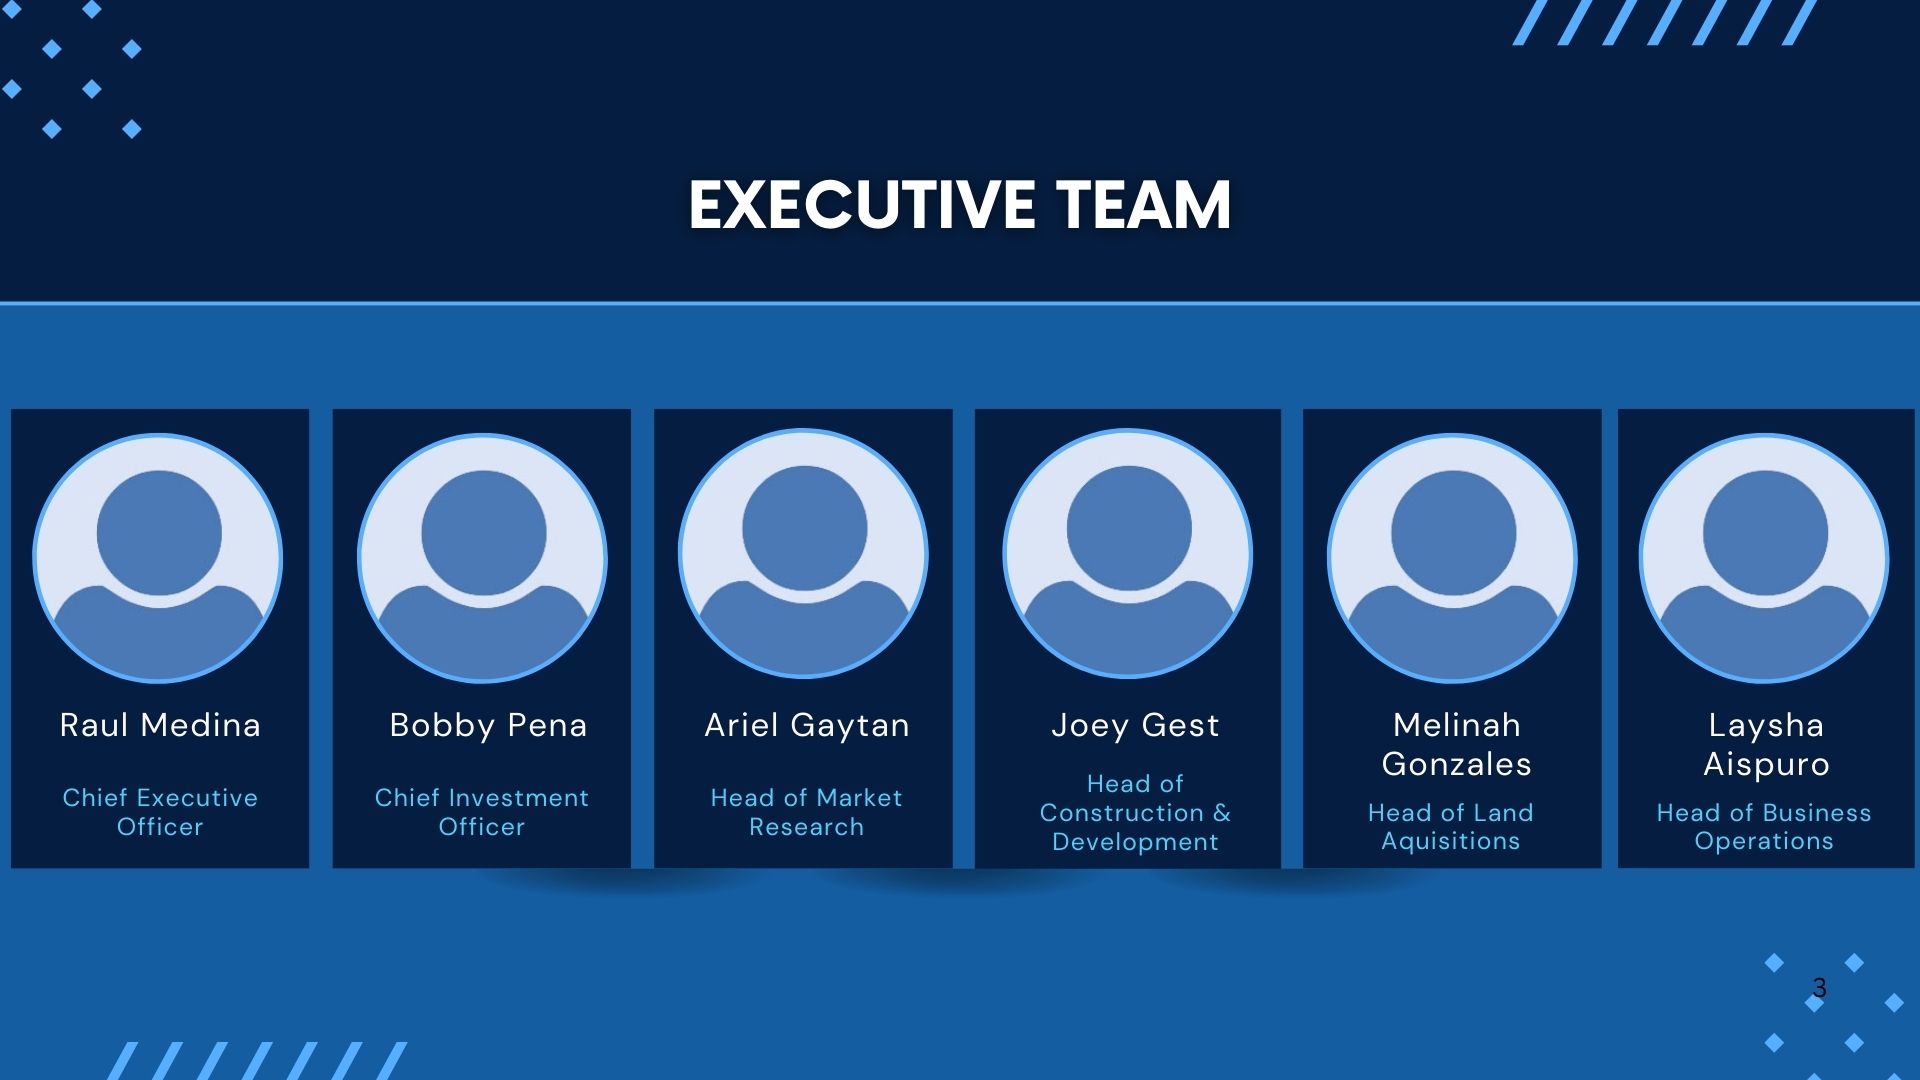 EXECUTIVE TEAM
Raul Medina
Chief Executive
Officer
Bobby Pena
Chief Investment
Officer
Ariel Gaytan
Head of Market
Research
Joey Gest
Head of
Construction &
Development
Melinah
Gonzales
Head of Land
Aquisitions
Laysha
Aispuro
Head of Business
Operations
3